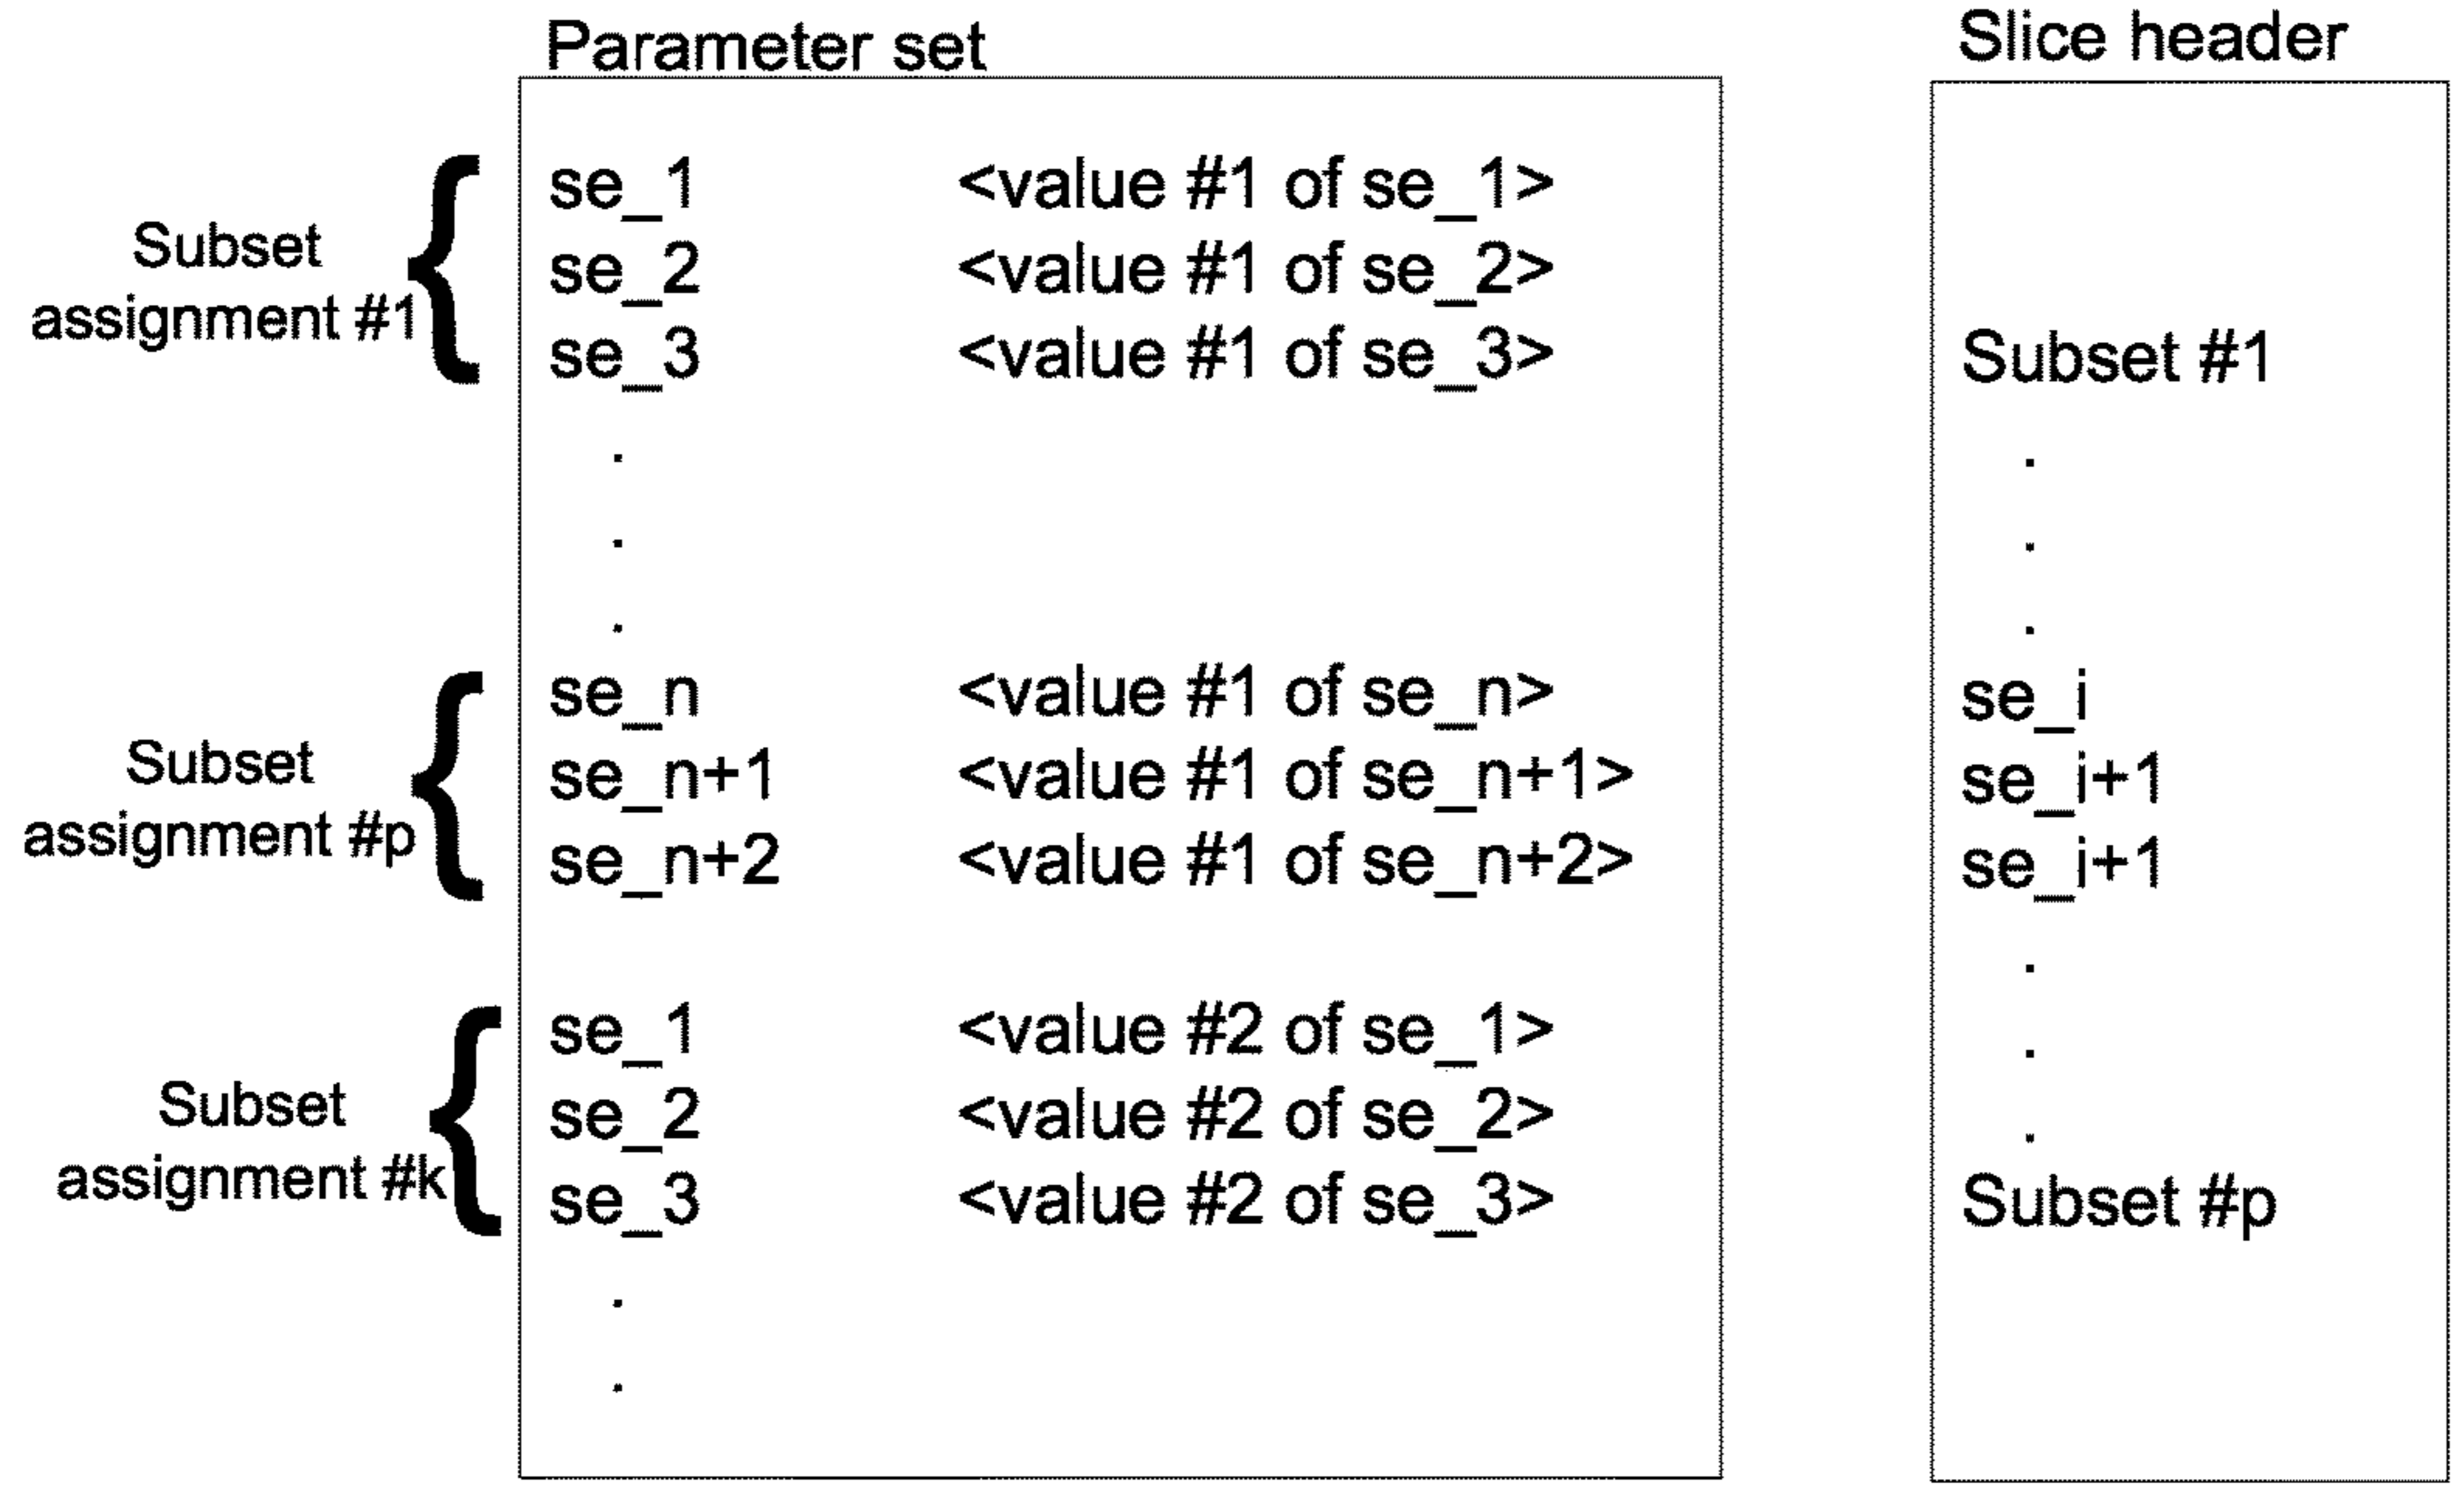 Parameter set
Slice header
Subset
assignment #1
se_1 <value #1 of se_1>
se_2 <value #1 of se_2>
se_3 <value #1 of se_3>
.
.
.
Subset
assignment #p
se_n <value #1 of se_n>
se_n+1 <value #1 of se_n+1>
se_n+2 <value #1 of se_n+2>
Subset
assignment #k
se_1 <value #2 of se_1>
se_2 <value #2 of se_2>
se_3 <value #2 of se_3>
.
.
Subset #1
.
.
.
se_i
se_i+1
se_i+1
.
.
.
Subset #p